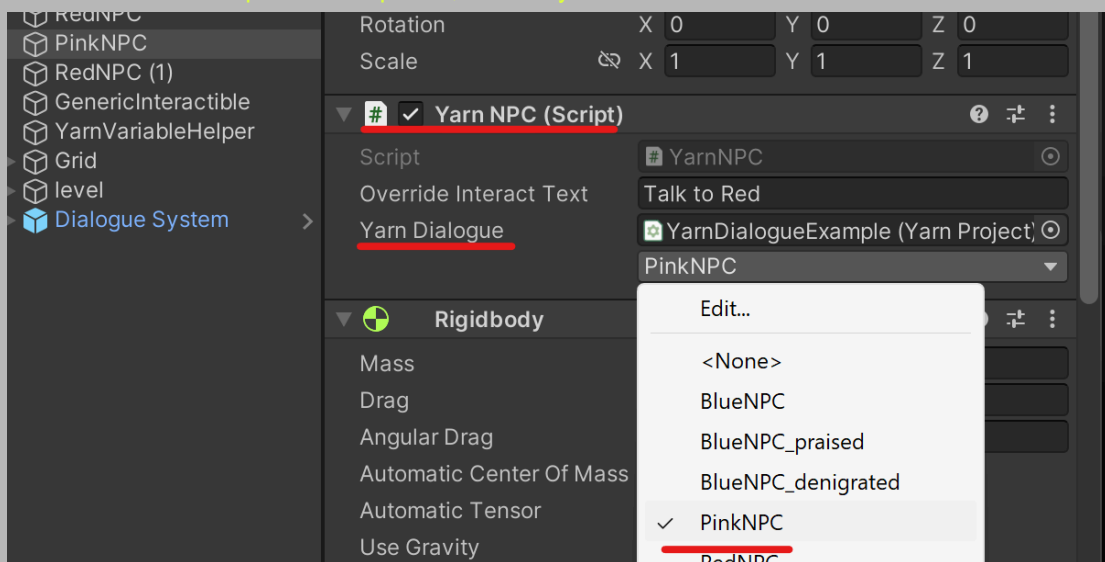 RedNPC
PinkNPC
RedNPC (1)
GenericInteractible
YarnVariableHelper
Grid
level
Dialogue System
Rotation X 0 Y 0 Z 0
Scale X 1 Y 1 Z 1
# Yarn NPC (Script)
Script # YarnNPC
Override Interact Text Talk to Red
Yarn Dialogue YarnDialogueExample (Yarn Project)
PinkNPC
Edit...
<None>
BlueNPC
BlueNPC_praised
BlueNPC_denigrated
PinkNPC
RedNPC
Rigidbody
Mass
Drag
Angular Drag
Automatic Center Of Mass
Automatic Tensor
Use Gravity